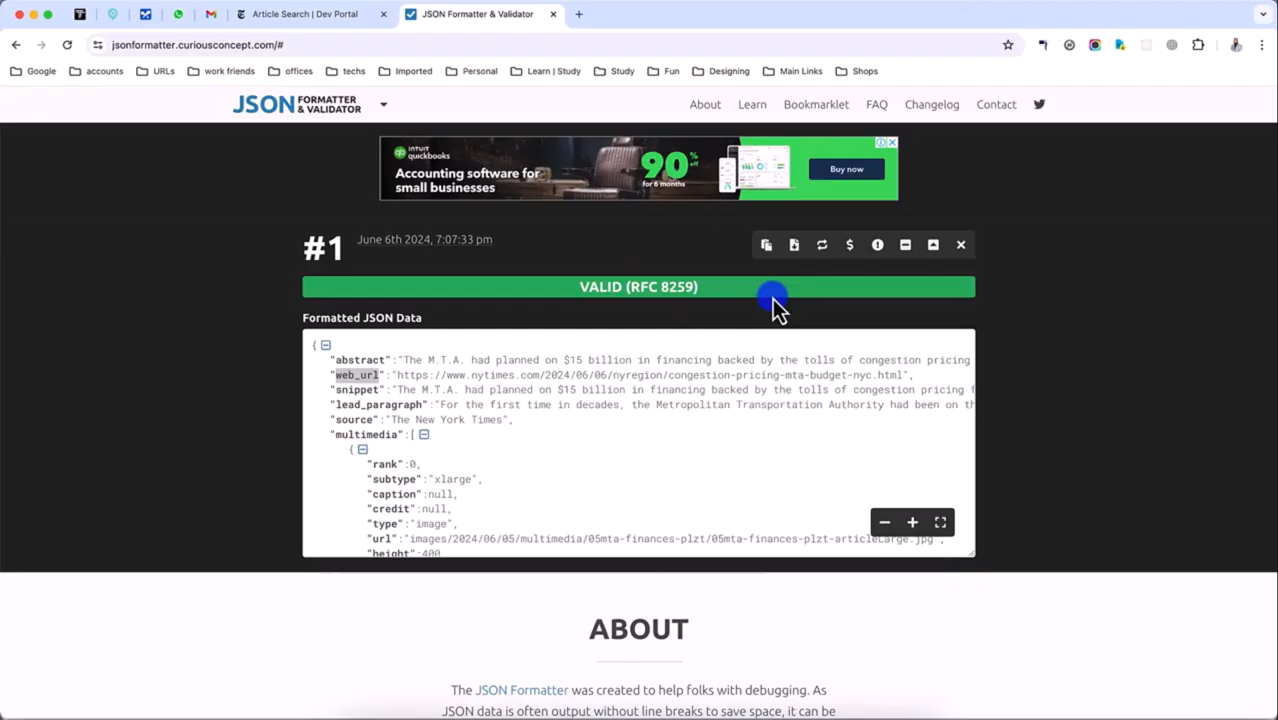 Article Search | Dev Portal
JSON Formatter & Validator
jsonformatter.curiousconcept.com/#
Google accounts URLs work friends offices techs Imported Personal Learn | Study Study Fun Designing Main Links Shops
JSON FORMATTER & VALIDATOR
About Learn Bookmarklet FAQ Changelog Contact
INTUIT
quickbooks
Accounting software for
small businesses
90% off
for 6 months
Buy now
#1 June 6th 2024, 7:07:33 pm
VALID (RFC 8259)
Formatted JSON Data
{
"abstract":"The M.T.A. had planned on $15 billion in financing backed by the tolls of congestion pricing
"web_url":"https://www.nytimes.com/2024/06/06/nyregion/congestion-pricing-mta-budget-nyc.html",
"snippet":"The M.T.A. had planned on $15 billion in financing backed by the tolls of congestion pricing f
"lead_paragraph":"For the first time in decades, the Metropolitan Transportation Authority had been on th
"source":"The New York Times",
"multimedia":[
{
"rank":0,
"subtype":"xlarge",
"caption":null,
"credit":null,
"type":"image",
"url":"images/2024/06/05/multimedia/05mta-finances-plzt/05mta-finances-plzt-articleLarge.jpg",
"height":400
ABOUT
The JSON Formatter was created to help folks with debugging. As
JSON data is often output without line breaks to save space, it can be